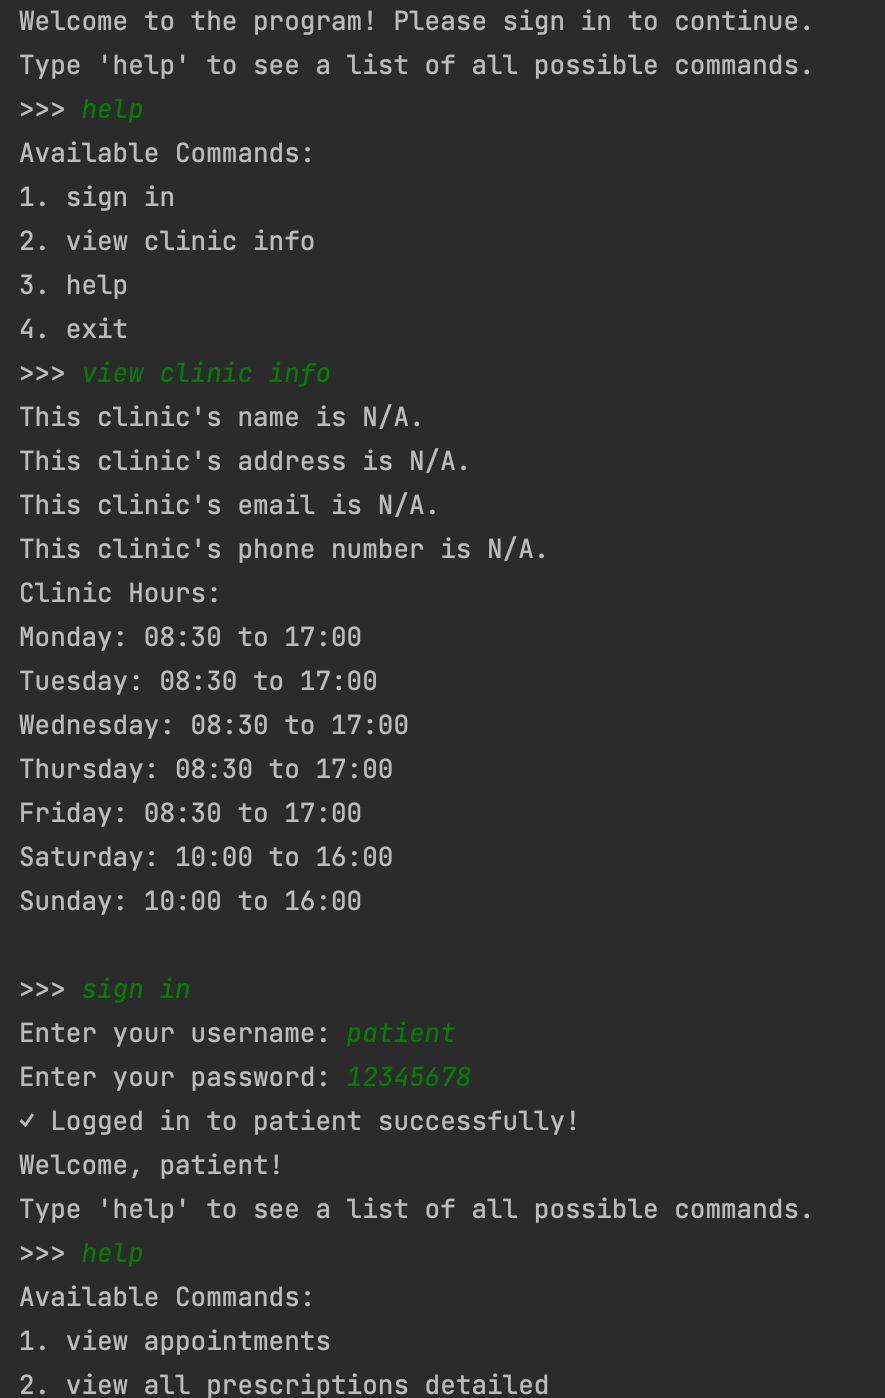 Welcome to the program! Please sign in to continue.
Type 'help' to see a list of all possible commands.
>>> help
Available Commands:
1. sign in
2. view clinic info
3. help
4. exit
>>> view clinic info
This clinic's name is N/A.
This clinic's address is N/A.
This clinic's email is N/A.
This clinic's phone number is N/A.
Clinic Hours:
Monday: 08:30 to 17:00
Tuesday: 08:30 to 17:00
Wednesday: 08:30 to 17:00
Thursday: 08:30 to 17:00
Friday: 08:30 to 17:00
Saturday: 10:00 to 16:00
Sunday: 10:00 to 16:00
>>> sign in
Enter your username: patient
Enter your password: 12345678
✓ Logged in to patient successfully!
Welcome, patient!
Type 'help' to see a list of all possible commands.
>>> help
Available Commands:
1. view appointments
2. view all prescriptions detailed